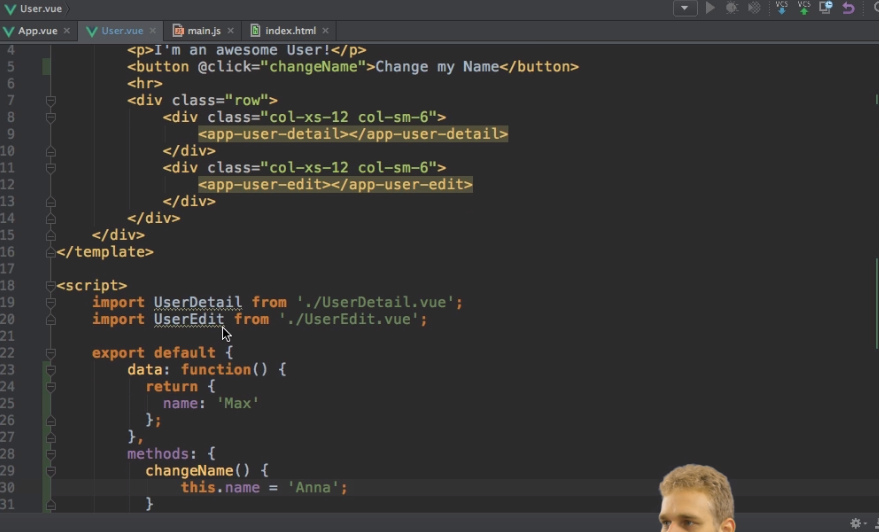 User.vue
App.vue × User.vue × main.js × index.html ×
VCS VCS
4 <p>I'm an awesome User!</p>
5 <button @click="changeName">Change my Name</button>
6 <hr>
7 <div class="row">
8 <div class="col-xs-12 col-sm-6">
9 <app-user-detail></app-user-detail>
10 </div>
11 <div class="col-xs-12 col-sm-6">
12 <app-user-edit></app-user-edit>
13 </div>
14 </div>
15 </div>
16 </template>
17
18 <script>
19 import UserDetail from './UserDetail.vue';
20 import UserEdit from './UserEdit.vue';
21
22 export default {
23 data: function() {
24 return {
25 name: 'Max'
26 };
27 },
28 methods: {
29 changeName() {
30 this.name = 'Anna';
31 }